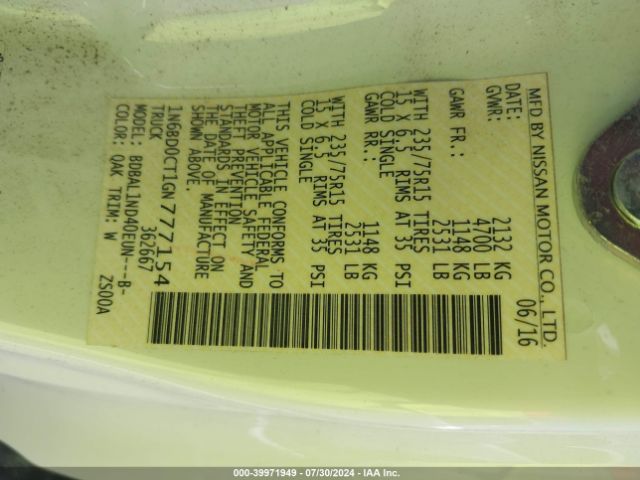 MFD BY NISSAN MOTOR CO., LTD.
DATE: 06/16
GVWR: 2132 KG
4700 LB
GAWR FR.: 1148 KG
2531 LB
WITH 235/75R15 TIRES
15 X 6.5 RIMS AT 35 PSI
COLD SINGLE
GAWR RR.: 1148 KG
2531 LB
WITH 235/75R15 TIRES
15 X 6.5 RIMS AT 35 PSI
COLD SINGLE
THIS VEHICLE CONFORMS TO
ALL APPLICABLE FEDERAL
MOTOR VEHICLE SAFETY AND
THEFT PREVENTION
STANDARDS IN EFFECT ON
THE DATE OF MANUFACTURE
SHOWN ABOVE.
1N6BD0CT1GN777154
TRUCK 362667
MODEL: BDBAL1ND40EUN---B-
COLOR: QAK TRIM: W ZS00A
000-39971949 | 07/30/2024 | IAA Inc.